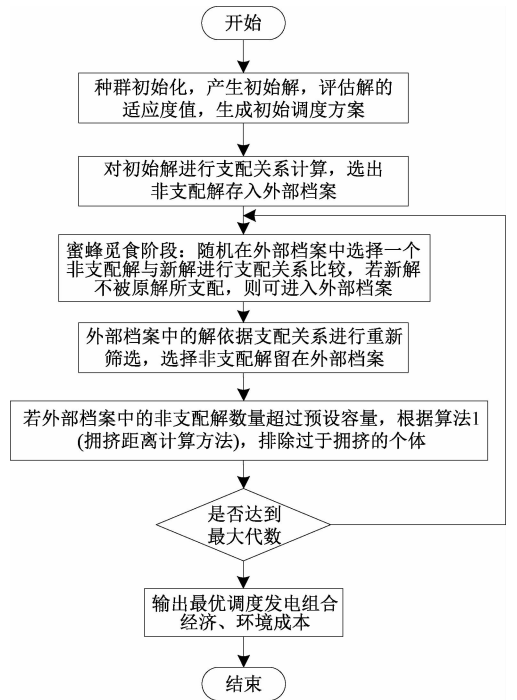 开始
种群初始化，产生初始解，评估解的
适应度值，生成初始调度方案
对初始解进行支配关系计算，选出
非支配解存入外部档案
蜜蜂觅食阶段：随机在外部档案中选择一个
非支配解与新解进行支配关系比较，若新解
不被原解所支配，则可进入外部档案
外部档案中的解依据支配关系进行重新
筛选，选择非支配解留在外部档案
若外部档案中的非支配解数量超过预设容量，根据算法1
(拥挤距离计算方法)，排除过于拥挤的个体
是否达到
最大代数
输出最优调度发电组合
经济、环境成本
结束